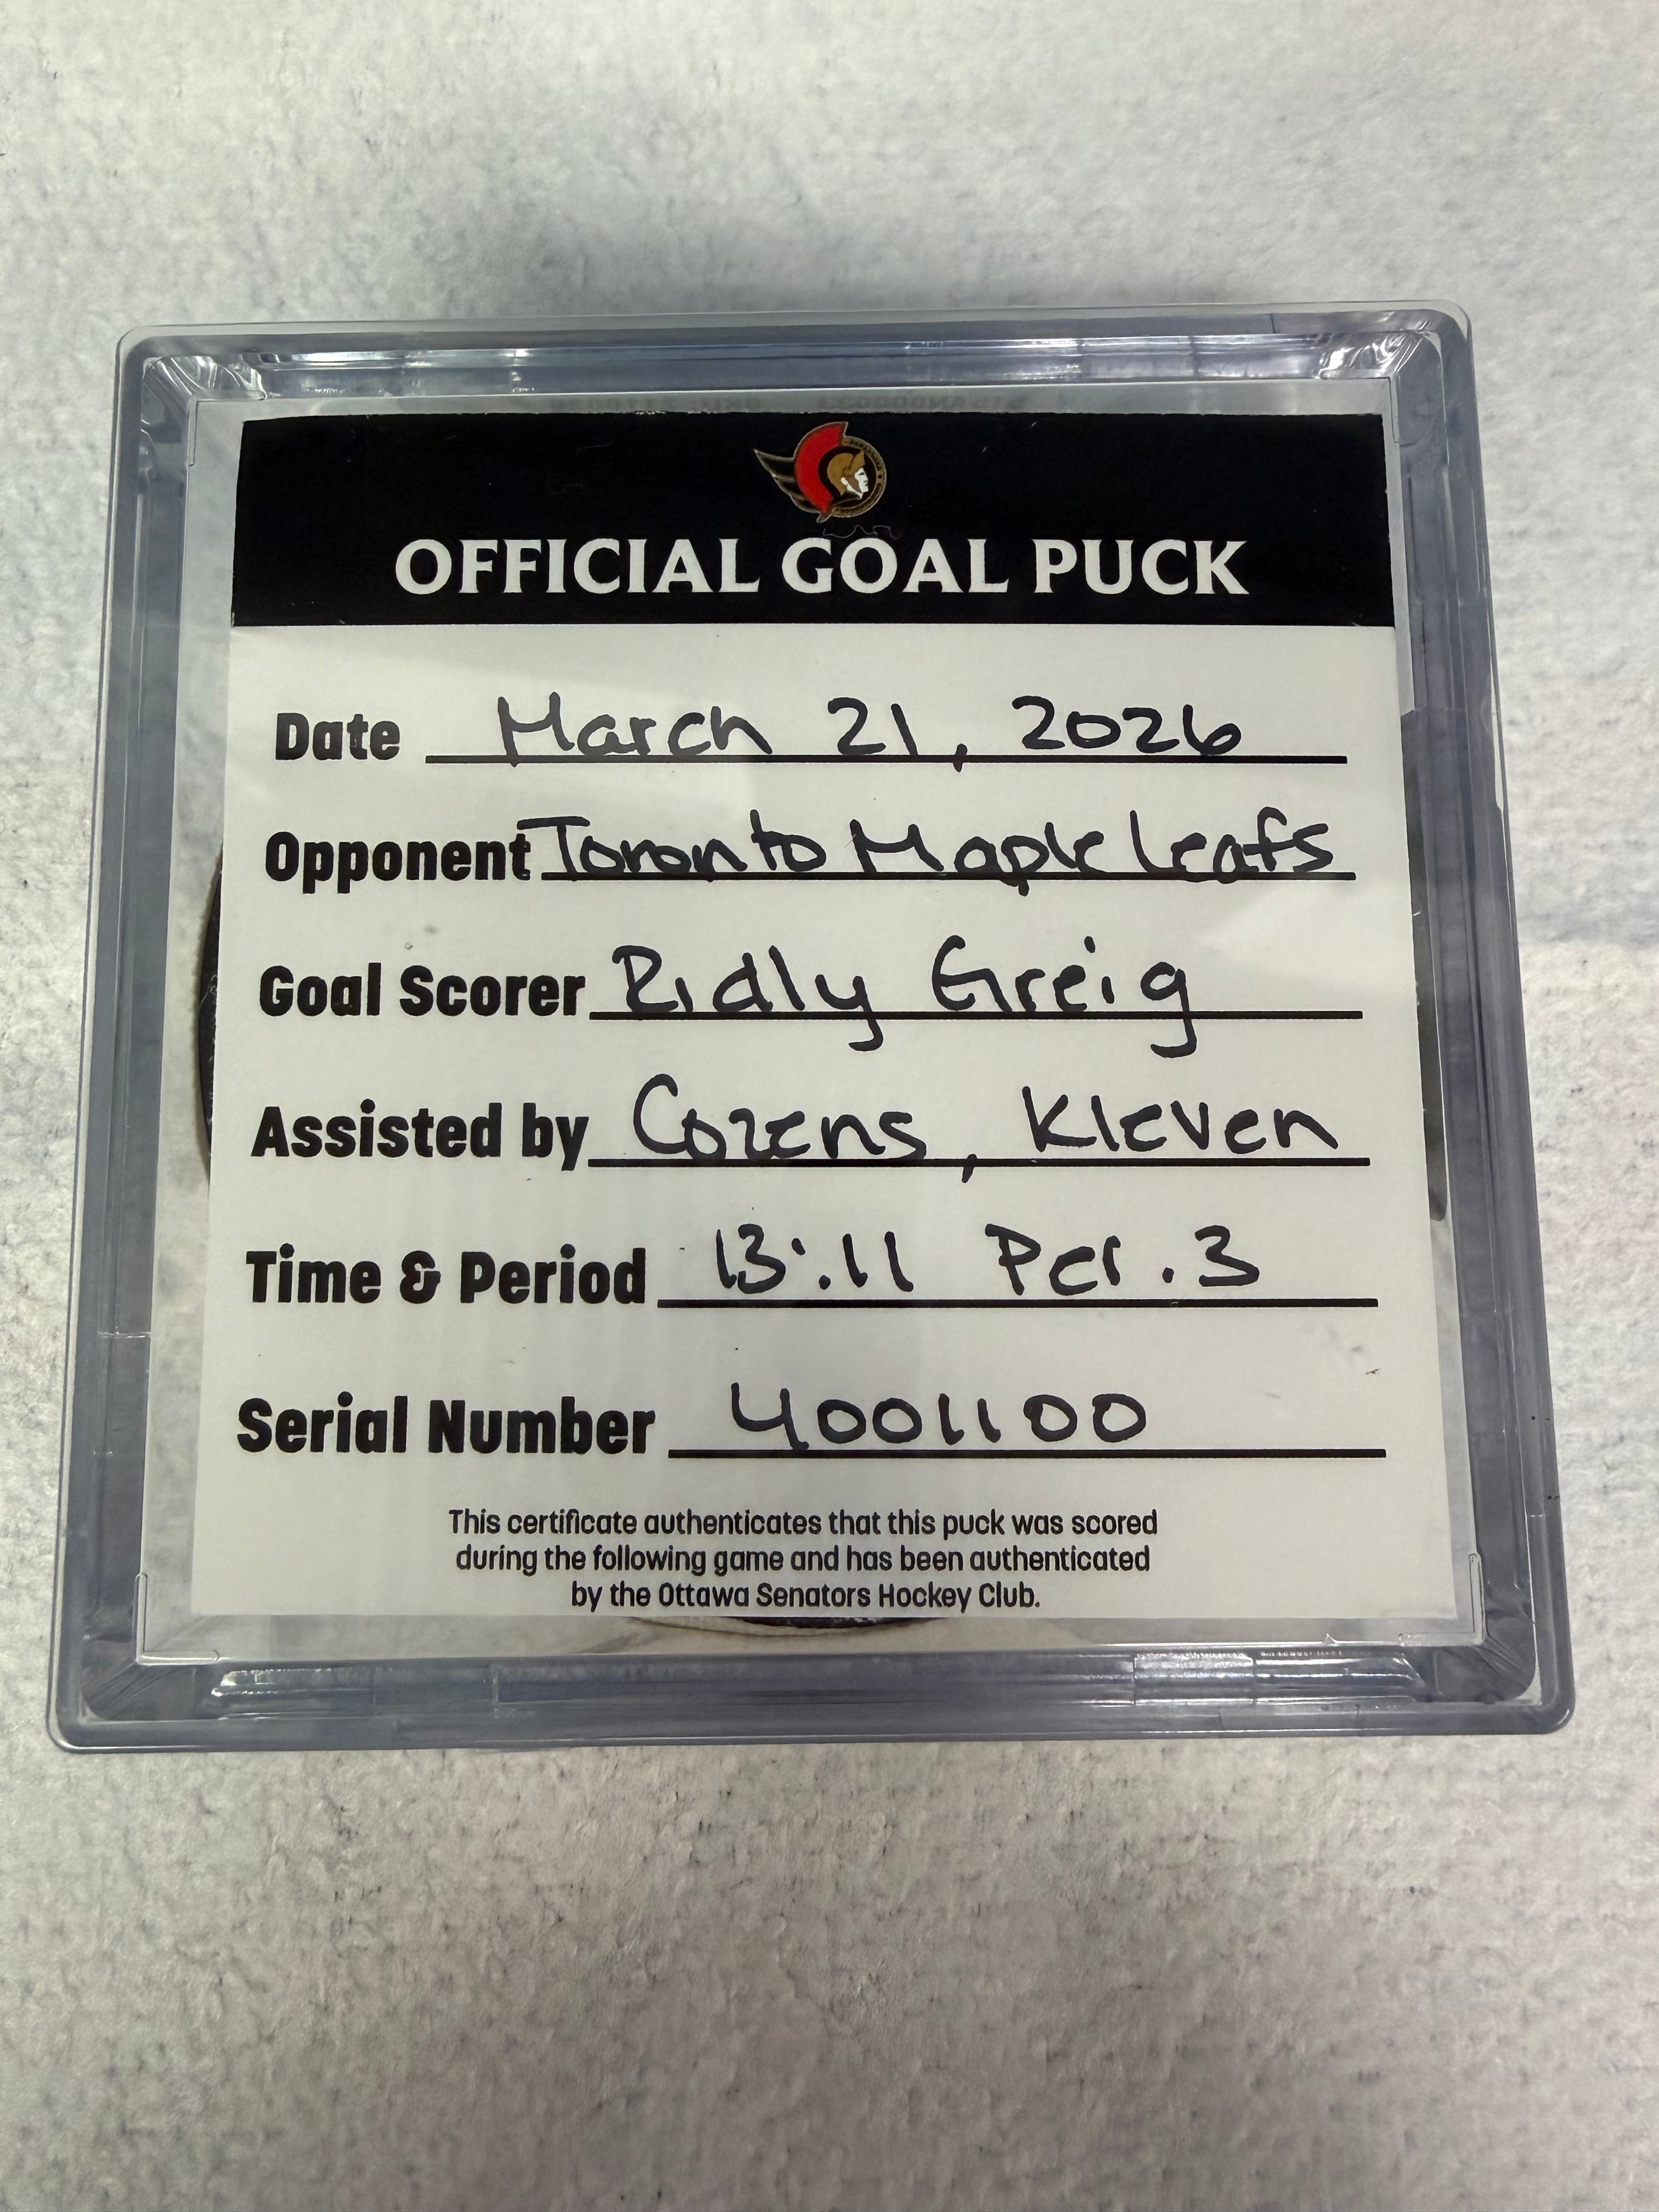 OFFICIAL GOAL PUCK
Date March 21, 2026
Opponent Toronto Maple leafs
Goal Scorer Ridly Greig
Assisted by Cozens, Kleven
Time & Period 13:11 Per. 3
Serial Number 4001100
This certificate authenticates that this puck was scored
during the following game and has been authenticated
by the Ottawa Senators Hockey Club.